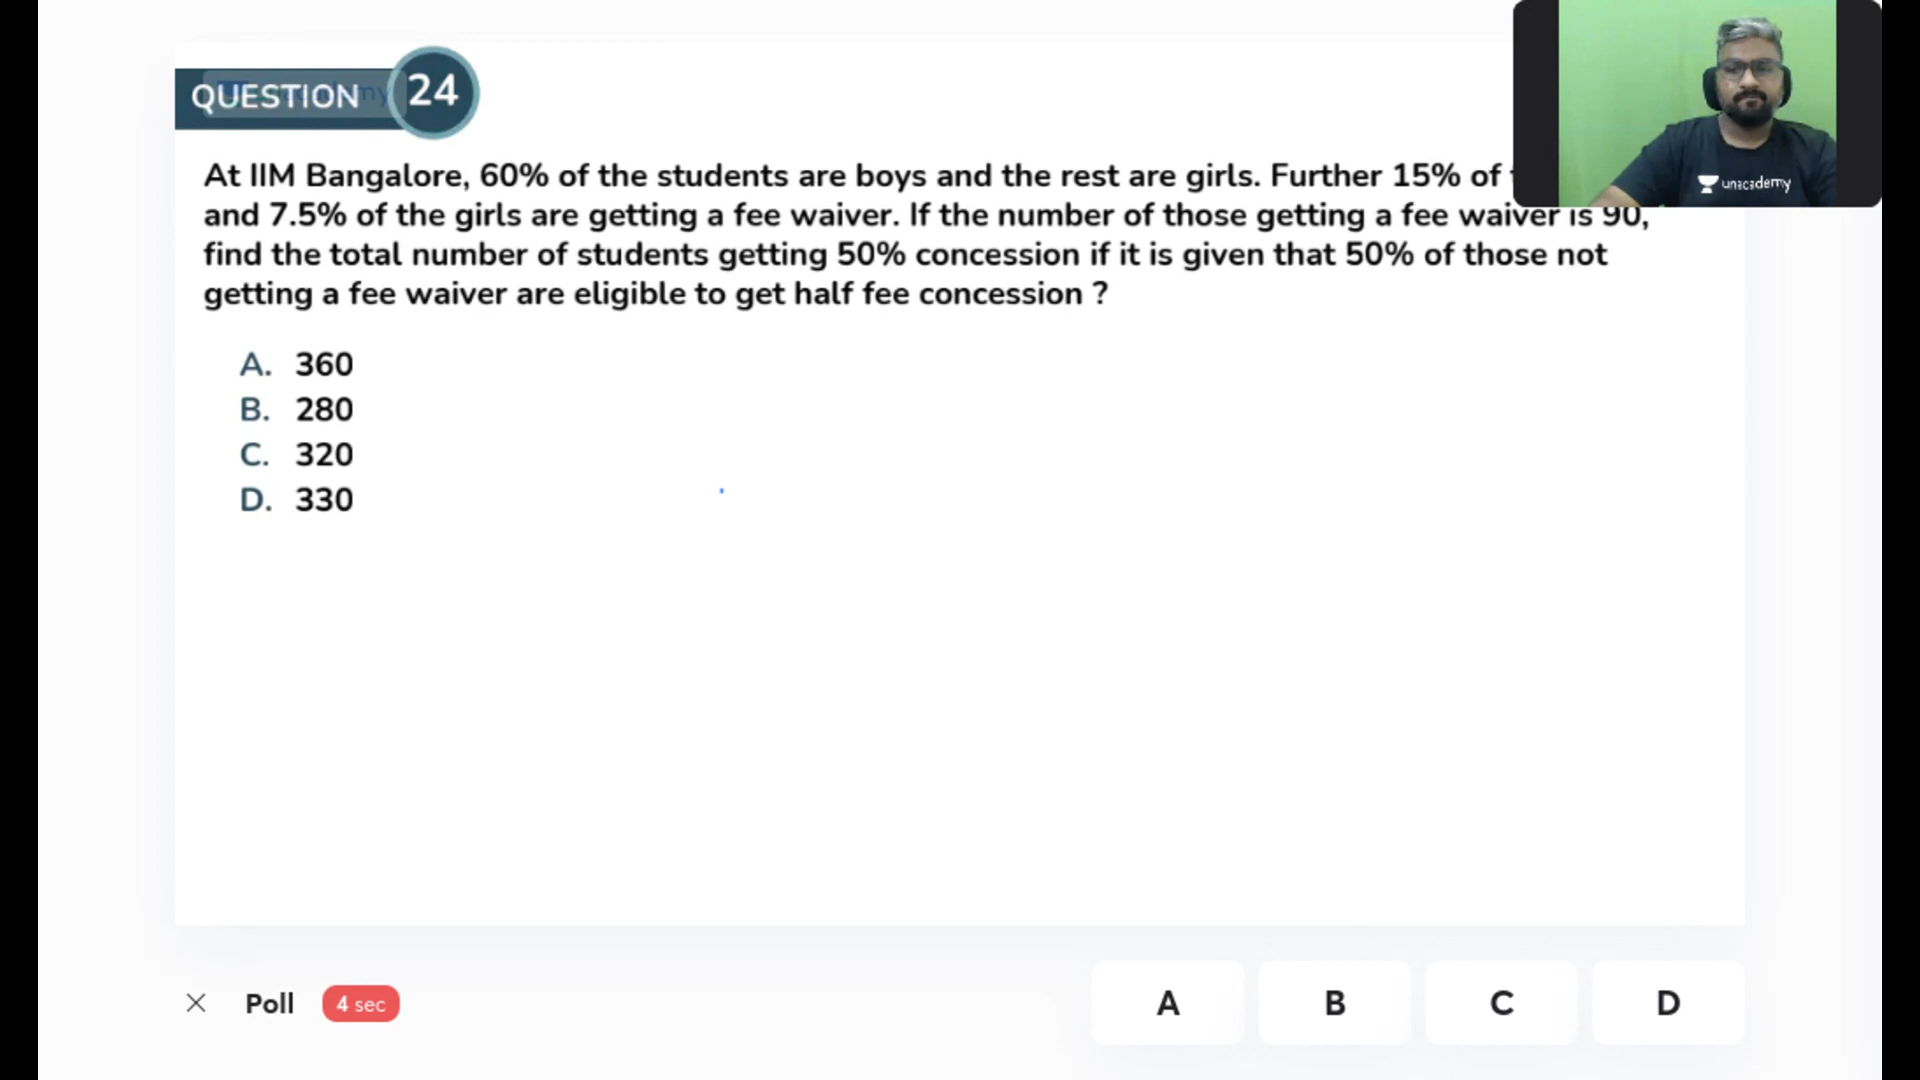 QUESTION 24
At IIM Bangalore, 60% of the students are boys and the rest are girls. Further 15% of
and 7.5% of the girls are getting a fee waiver. If the number of those getting a fee waiver is 90,
find the total number of students getting 50% concession if it is given that 50% of those not
getting a fee waiver are eligible to get half fee concession ?
A. 360
B. 280
C. 320
D. 330
unacademy
Poll 4 sec
A B C D